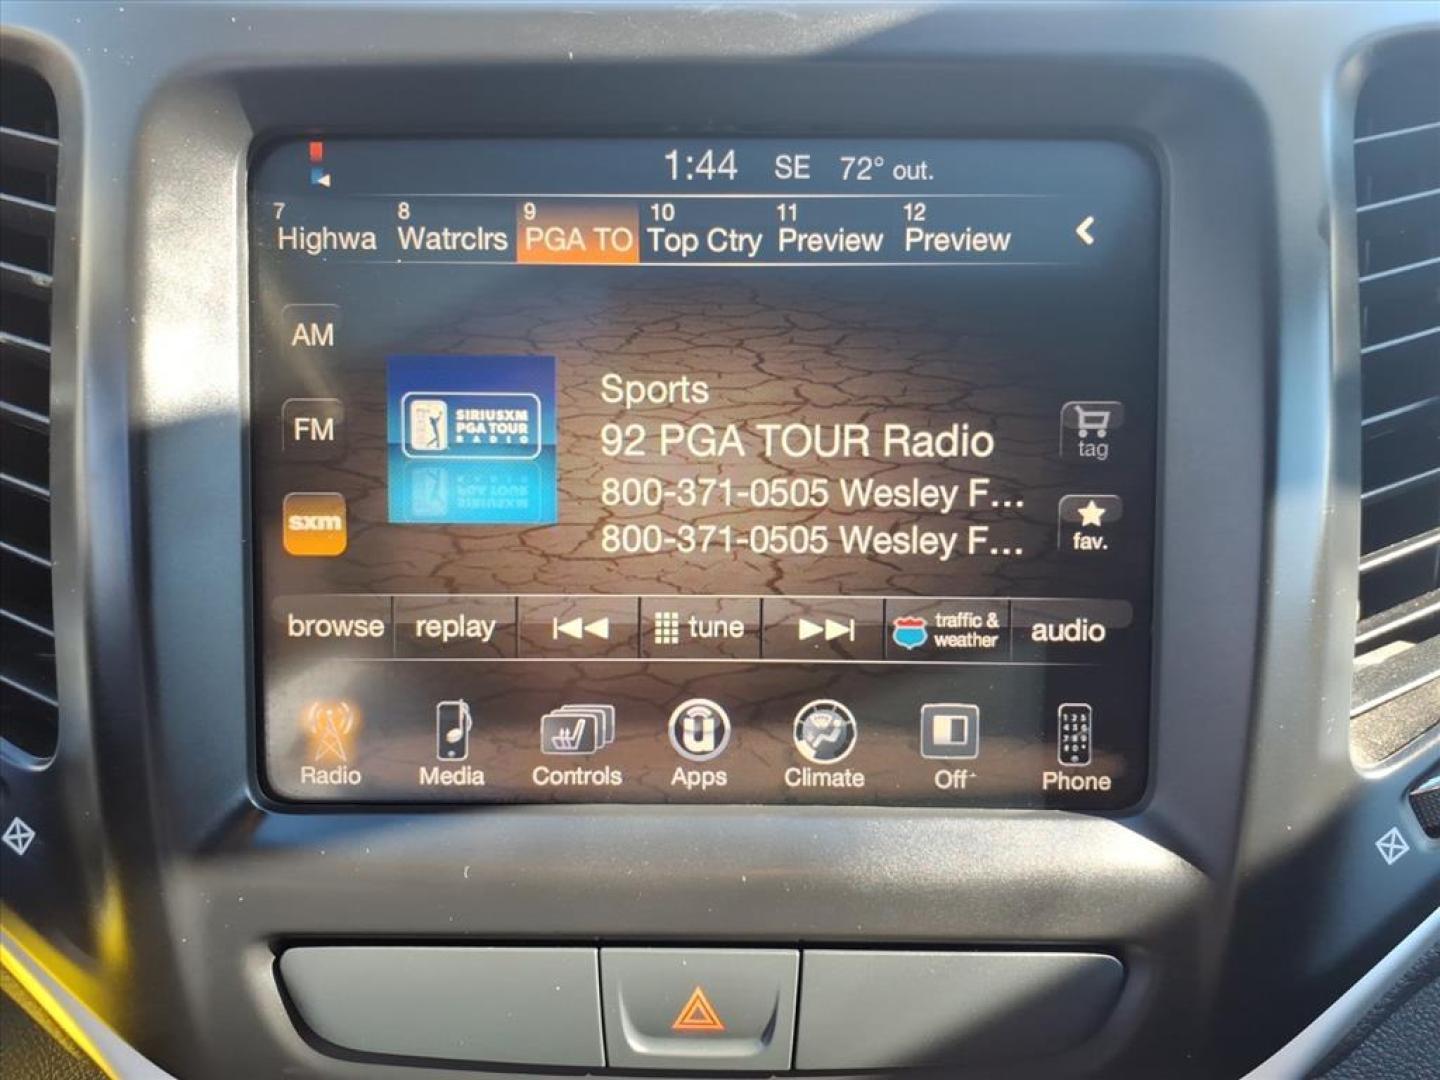 1:44 SE 72° out.
7 8 9 10 11 12
Highwa Watrclrs PGA TO Top Ctry Preview Preview
AM
FM
sxm
SIRIUSXM
PGA TOUR
RADIO
Sports
92 PGA TOUR Radio
800-371-0505 Wesley F...
800-371-0505 Wesley F...
tag
fav.
browse replay tune traffic & weather audio
Radio Media Controls Apps Climate Off Phone